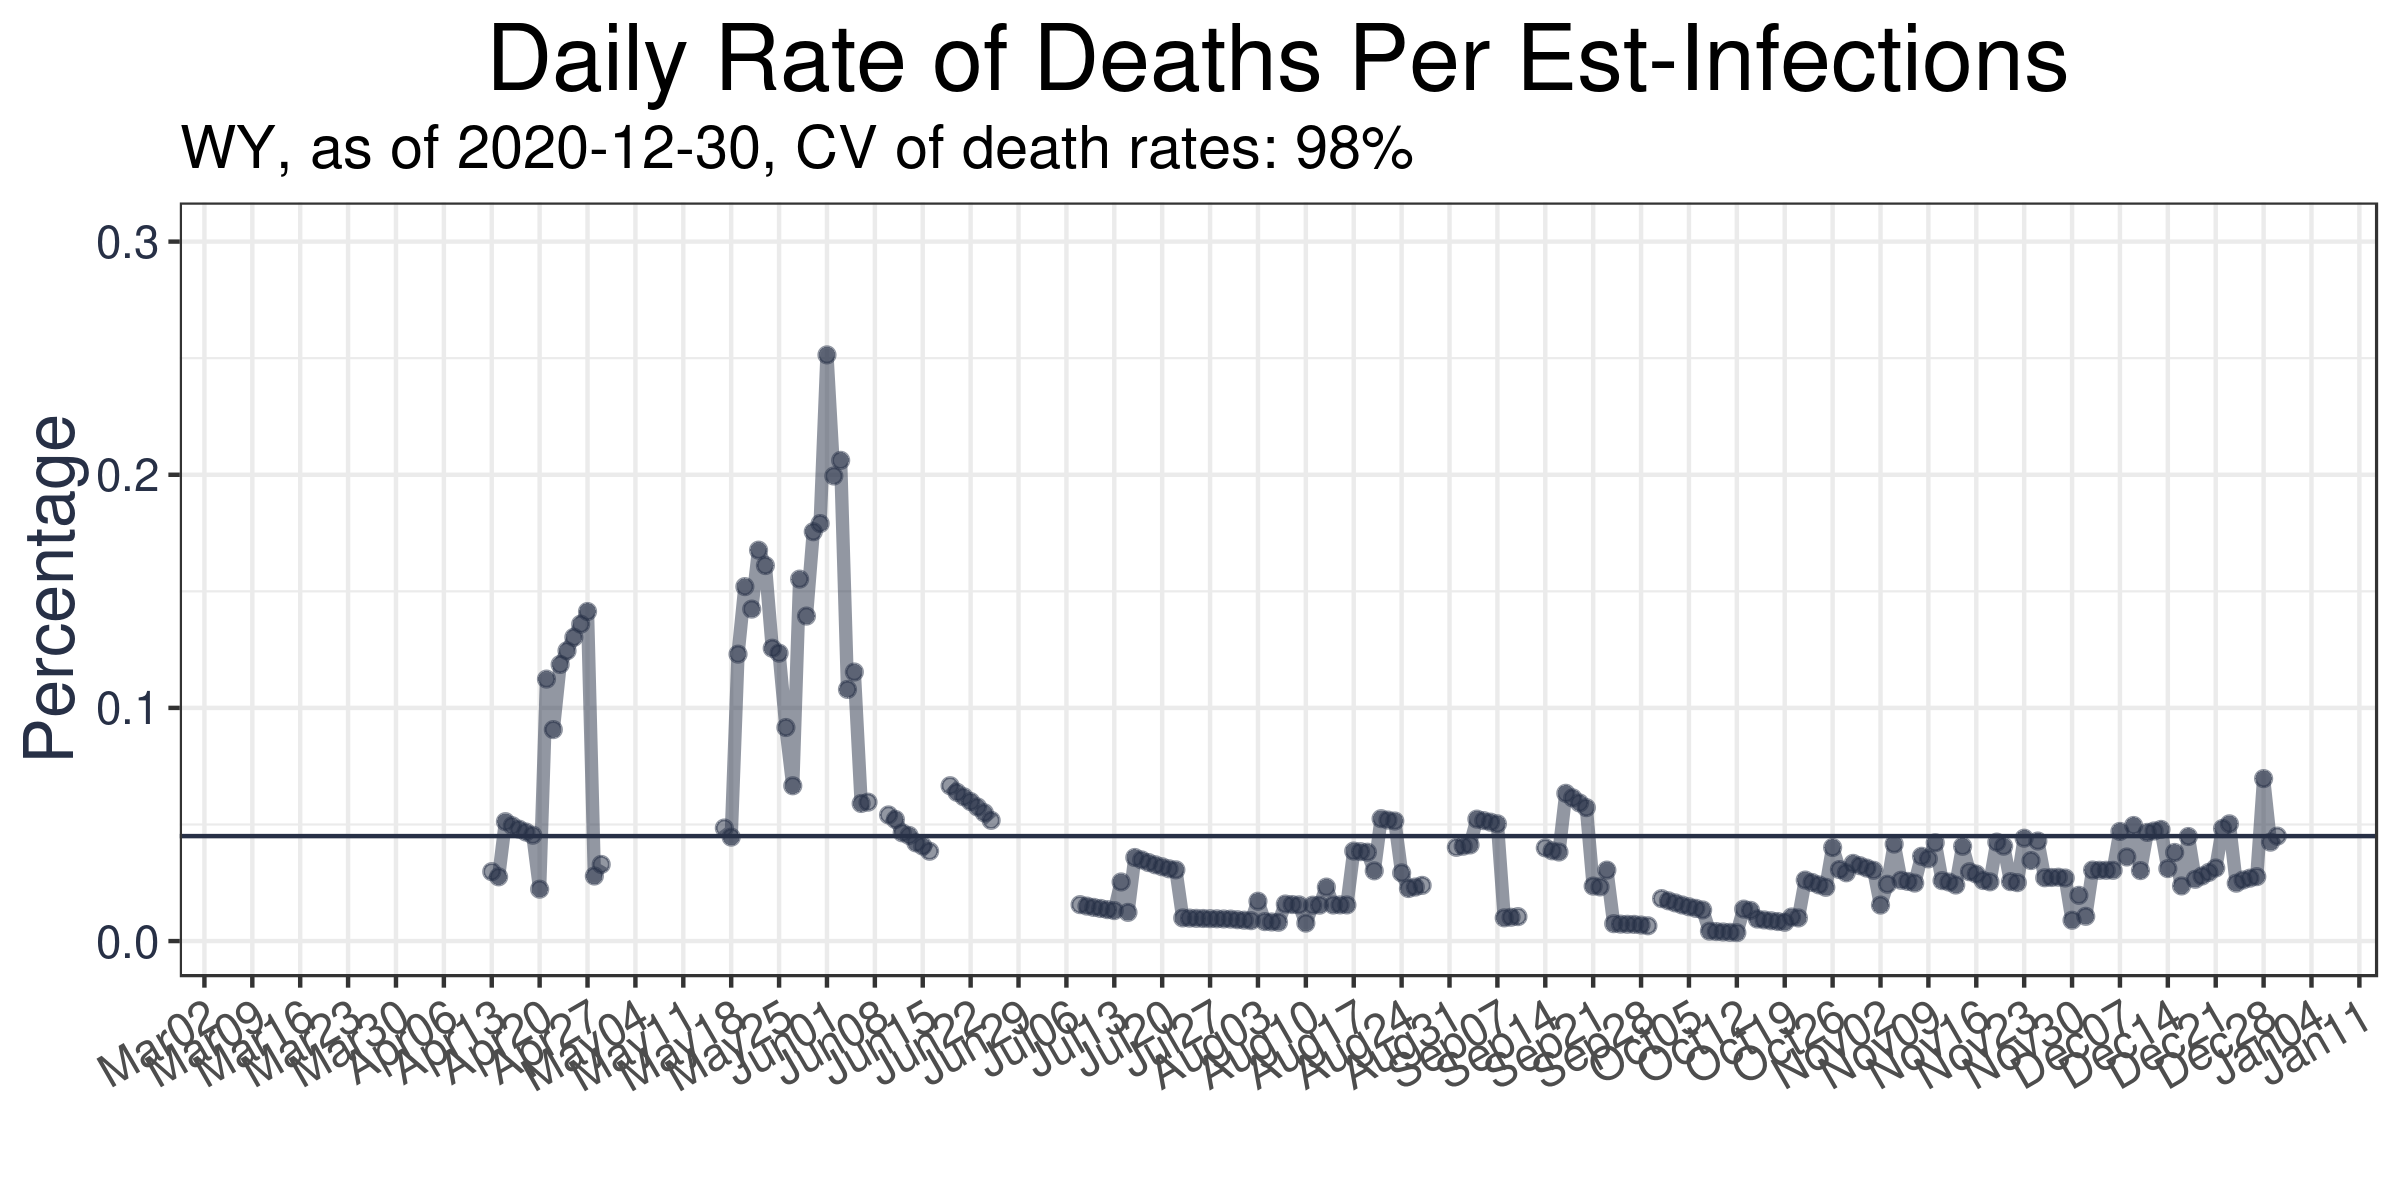 Daily Rate of Deaths Per Est-Infections
WY, as of 2020-12-30, CV of death rates: 98%
Percentage
0.3
0.2
0.1
0.0
Mar02
Mar09
Mar16
Mar23
Mar30
Apr06
Apr13
Apr20
Apr27
May04
May11
May18
May25
Jun01
Jun08
Jun15
Jun22
Jun29
Jul06
Jul13
Jul20
Jul27
Aug03
Aug10
Aug17
Aug24
Aug31
Sep07
Sep14
Sep21
Sep28
Oct05
Oct12
Oct19
Oct26
Nov02
Nov09
Nov16
Nov23
Nov30
Dec07
Dec14
Dec21
Dec28
Jan04
Jan11